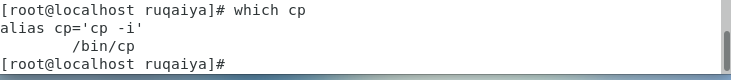 [root@localhost ruqaiya]# which cp
alias cp='cp -i'
        /bin/cp
[root@localhost ruqaiya]#